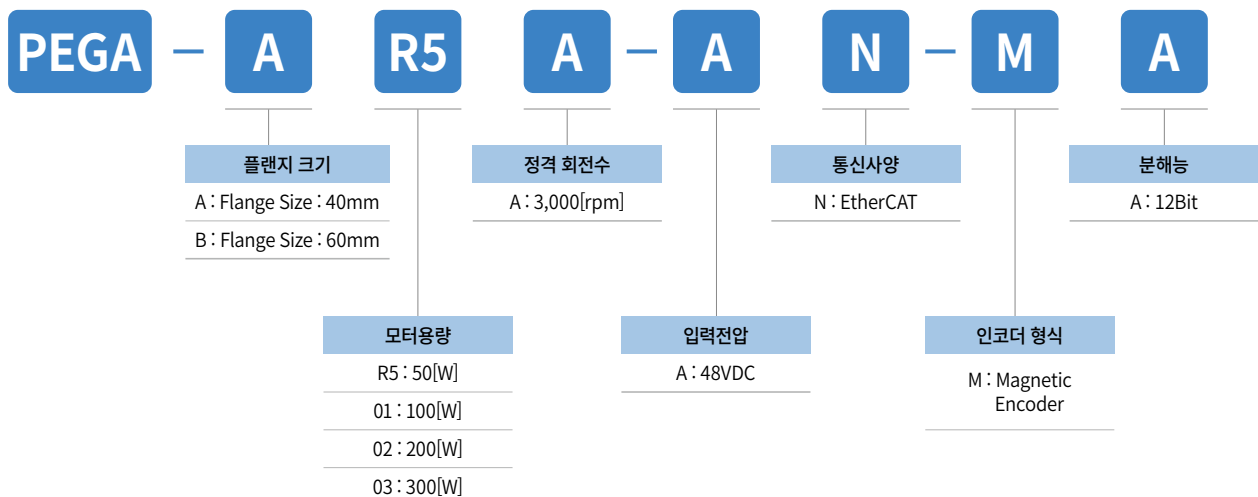 PEGA – A R5 A – A N – M A
플랜지 크기
A : Flange Size : 40mm
B : Flange Size : 60mm
정격 회전수
A : 3,000[rpm]
통신사양
N : EtherCAT
분해능
A : 12Bit
모터용량
R5 : 50[W]
01 : 100[W]
02 : 200[W]
03 : 300[W]
입력전압
A : 48VDC
인코더 형식
M : Magnetic
Encoder